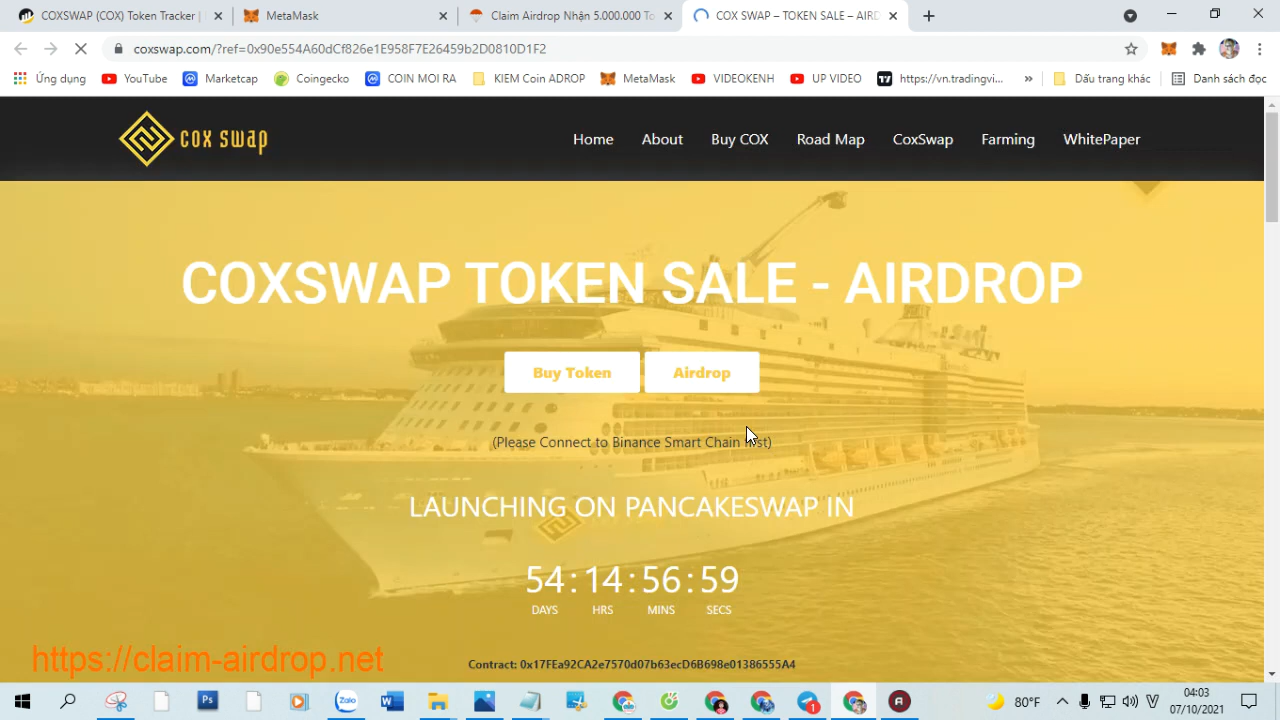 COXSWAP (COX) Token Tracker |
MetaMask
Claim Airdrop Nhận 5.000.000 To
COX SWAP – TOKEN SALE – AIRD
coxswap.com/?ref=0x90e554A60dCf826e1E958F7E26459b2D0810D1F2
Ứng dụng
YouTube
Marketcap
Coingecko
COIN MOI RA
KIEM Coin ADROP
MetaMask
VIDEOKENH
UP VIDEO
https://vn.tradingvi...
»
Dấu trang khác
Danh sách đọc
cox swap
Home
About
Buy COX
Road Map
CoxSwap
Farming
WhitePaper
COXSWAP TOKEN SALE - AIRDROP
Buy Token
Airdrop
(Please Connect to Binance Smart Chain first)
LAUNCHING ON PANCAKESWAP IN
54 : 14 : 56 : 59
DAYS HRS MINS SECS
https://claim-airdrop.net
Contract: 0x17FEa92CA2e7570d07b63ecD6B698e01386555A4
Ps
Zalo
W
1
80°F
V
04:03
07/10/2021